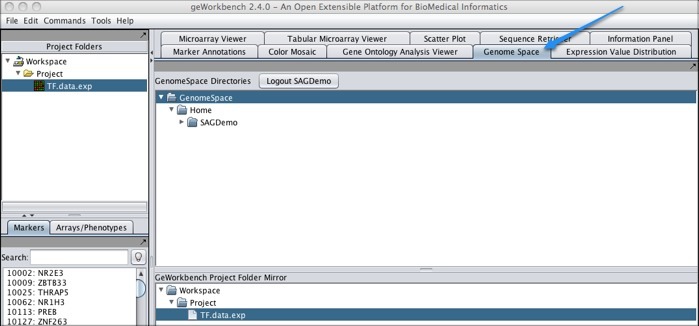 geWorkbench 2.4.0 – An Open Extensible Platform for BioMedical Informatics
File Edit Commands Tools Help
Project Folders
Workspace
Project
TF.data.exp
Microarray Viewer Tabular Microarray Viewer Scatter Plot Sequence Retriever Information Panel
Marker Annotations Color Mosaic Gene Ontology Analysis Viewer Genome Space Expression Value Distribution
GenomeSpace Directories Logout SAGDemo
GenomeSpace
Home
SAGDemo
Markers Arrays/Phenotypes
Search:
10002: NR2E3
10009: ZBTB33
10025: THRAP5
10062: NR1H3
10113: PREB
10127: ZNF263
GeWorkbench Project Folder Mirror
Workspace
Project
TF.data.exp